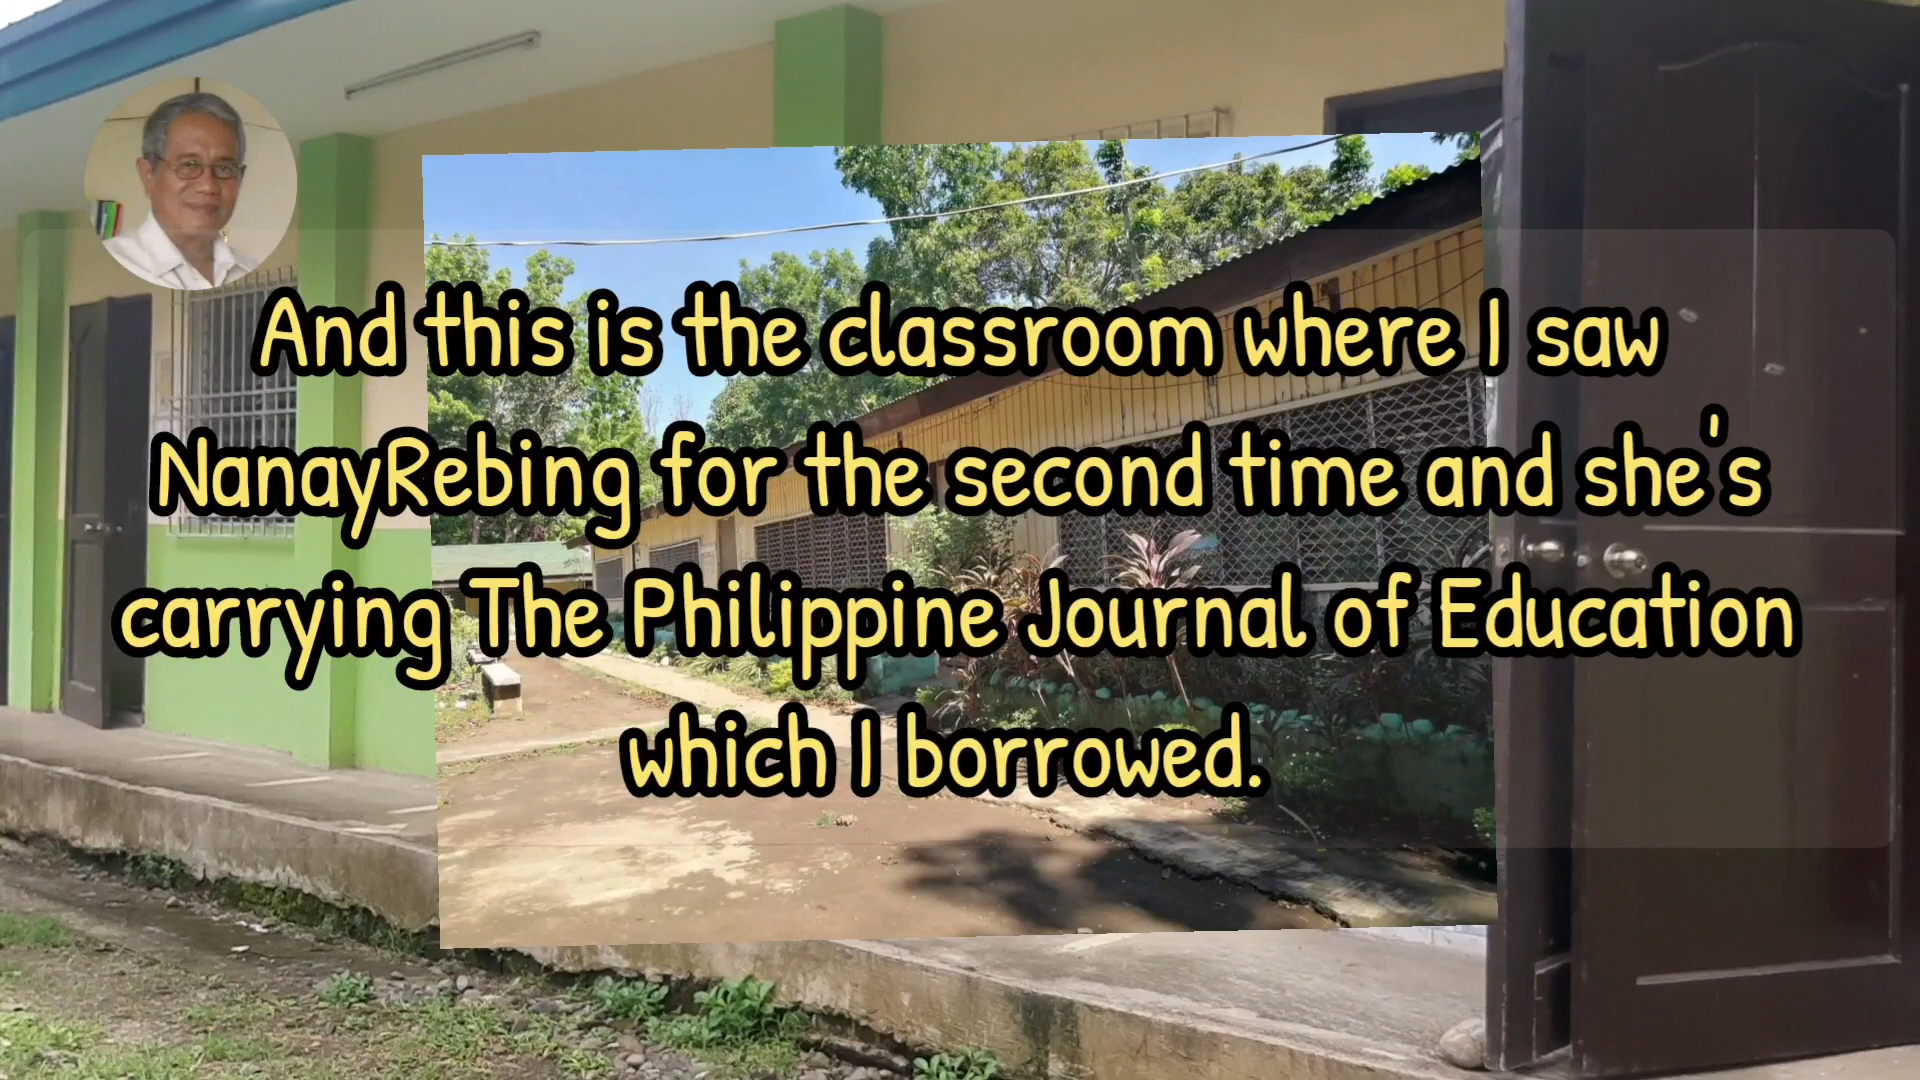 And this is the classroom where I saw
NanayRebing for the second time and she's
carrying The Philippine Journal of Education
which I borrowed.